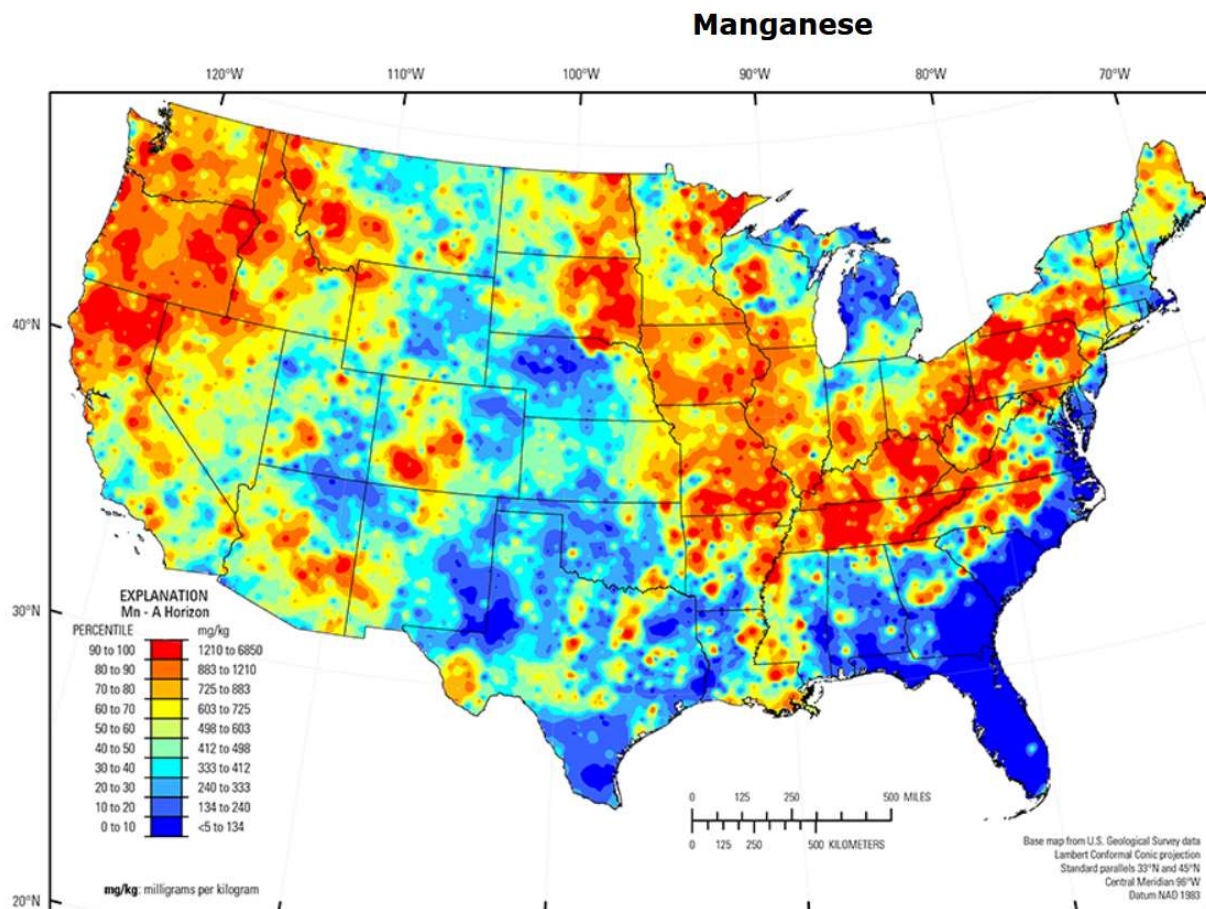 Manganese
120°W 110°W 100°W 90°W 80°W 70°W
40°N
30°N
20°N
EXPLANATION
Mn - A Horizon
PERCENTILE mg/kg
90 to 100 1210 to 6850
80 to 90 883 to 1210
70 to 80 725 to 883
60 to 70 603 to 725
50 to 60 498 to 603
40 to 50 412 to 498
30 to 40 333 to 412
20 to 30 240 to 333
10 to 20 134 to 240
0 to 10 <5 to 134
mg/kg: milligrams per kilogram
0 125 250 500 MILES
0 125 250 500 KILOMETERS
Base map from U.S. Geological Survey data
Lambert Conformal Conic projection
Standard parallels 33°N and 45°N
Central Meridian 96°W
Datum NAD 1983